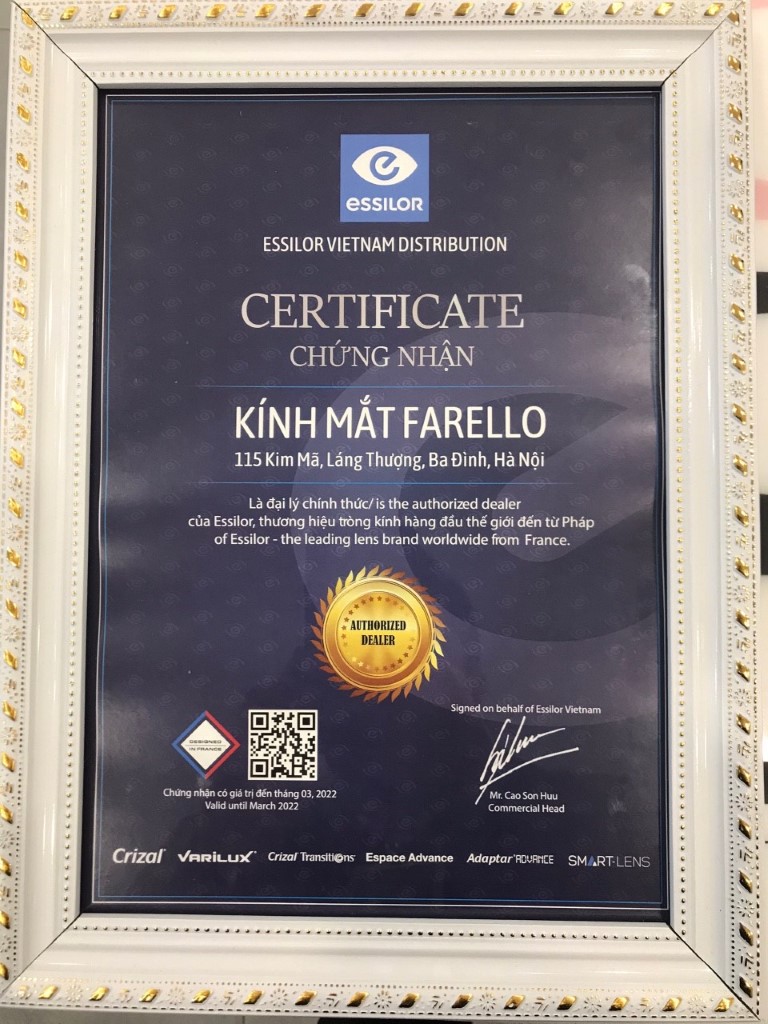 essilor
ESSILOR VIETNAM DISTRIBUTION
CERTIFICATE
CHỨNG NHẬN
KÍNH MẮT FARELLO
115 Kim Mã, Láng Thượng, Ba Đình, Hà Nội
Là đại lý chính thức/ is the authorized dealer
của Essilor, thương hiệu tròng kính hàng đầu thế giới đến từ Pháp
of Essilor - the leading lens brand worldwide from France.
AUTHORIZED
DEALER
Signed on behalf of Essilor Vietnam
DESIGNED
IN FRANCE
Mr. Cao Son Huu
Commercial Head
Chứng nhận có giá trị đến tháng 03, 2022
Valid until March 2022
Crizal VARILUX Crizal Transitions Espace Advance Adaptar ADVANCE SMART-LENS